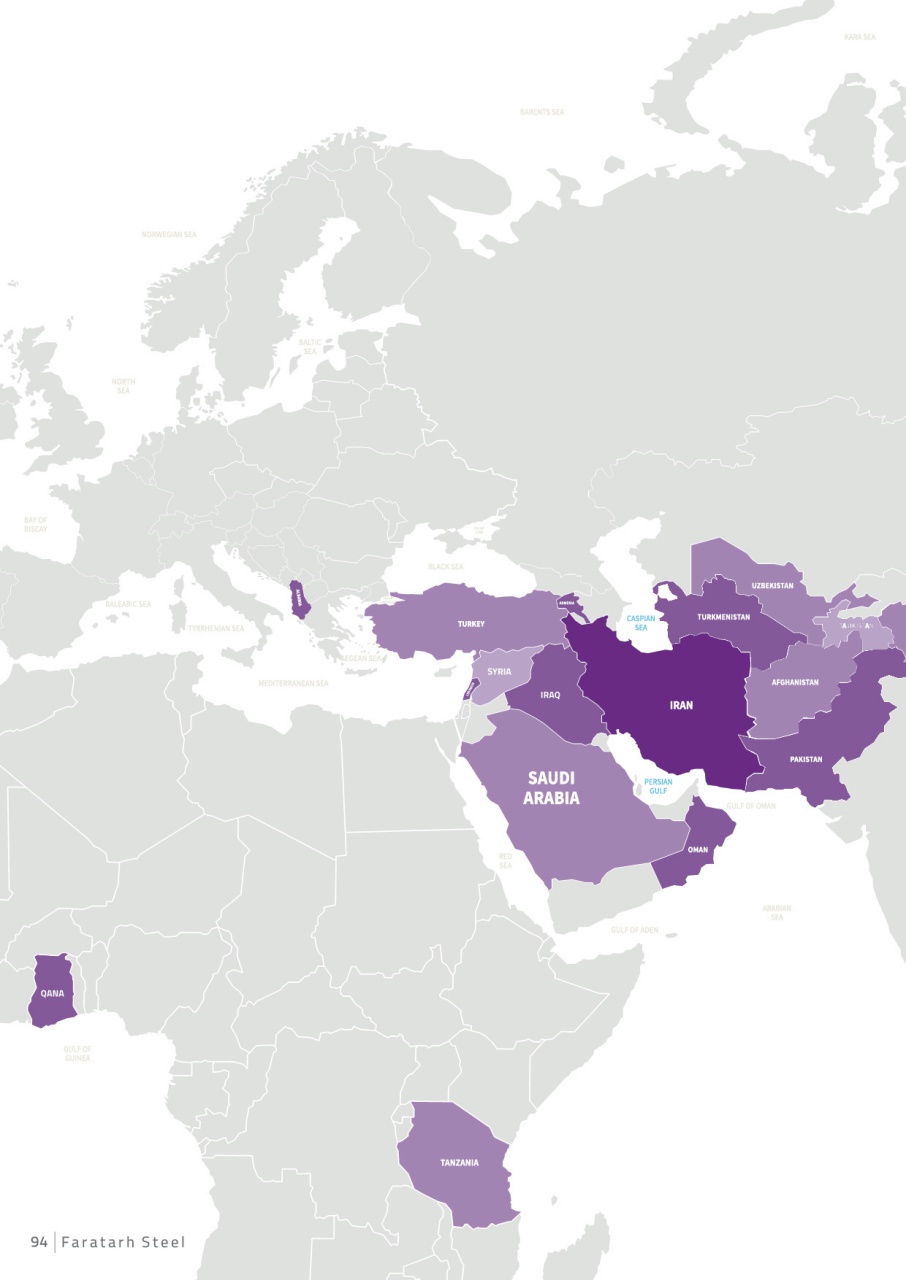 KARA SEA
BARENTS SEA
NORWEGIAN SEA
BALTIC
SEA
NORTH
SEA
BAY OF
BISCAY
BLACK SEA
UZBEKISTAN
ALBANIA
BALEARIC SEA
ARMENIA
TURKMENISTAN
CASPIAN
SEA
TURKEY
TYRRHENIAN SEA
AEGEAN SEA
SYRIA
MEDITERRANEAN SEA
AFGHANISTAN
IRAQ
IRAN
PAKISTAN
SAUDI
ARABIA
PERSIAN
GULF
GULF OF OMAN
OMAN
RED
SEA
ARABIAN
SEA
GULF OF ADEN
QANA
GULF OF
GUINEA
TANZANIA
94 | Faratarh Steel